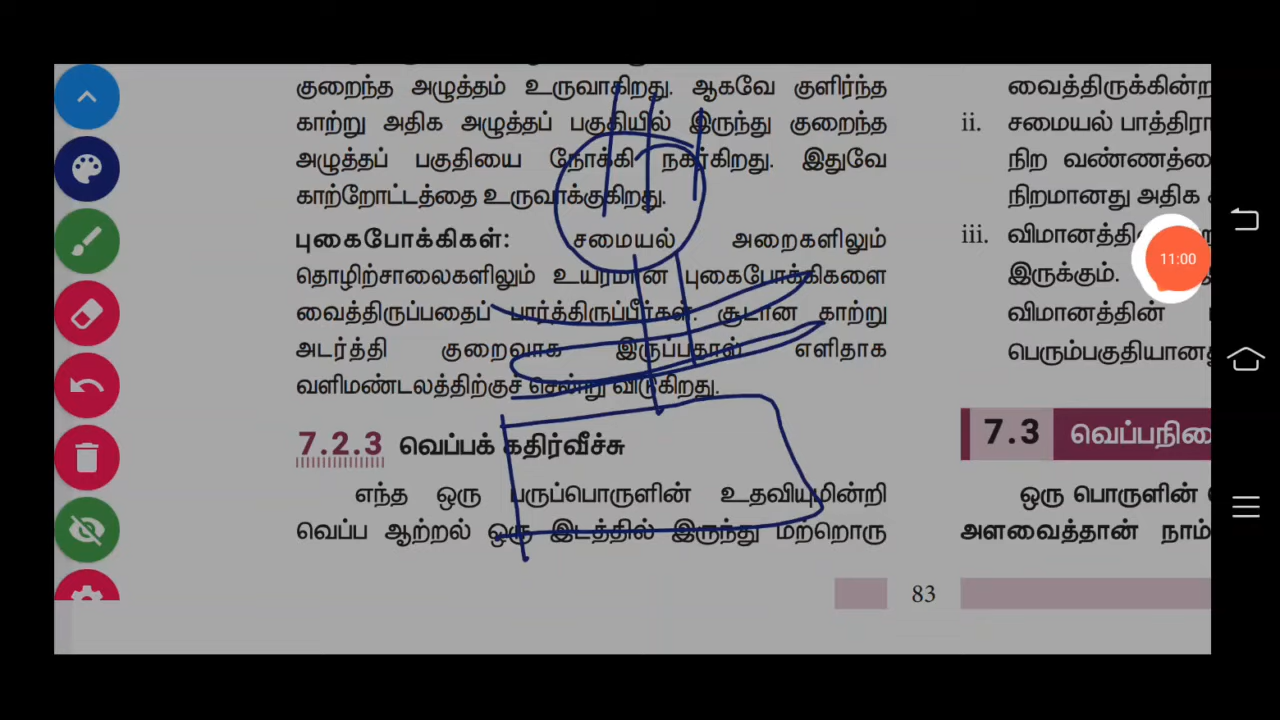 குறைந்த அழுத்தம் உருவாகிறது. ஆகவே குளிர்ந்த
காற்று அதிக அழுத்தப் பகுதியில் இருந்து குறைந்த
அழுத்தப் பகுதியை நோக்கி நகர்கிறது. இதுவே
காற்றோட்டத்தை உருவாக்குகிறது.
புகைபோக்கிகள்: சமையல் அறைகளிலும்
தொழிற்சாலைகளிலும் உயரமான புகைபோக்கிகளை
வைத்திருப்பதைப் பார்த்திருப்பீர்கள். சூடான காற்று
அடர்த்தி குறைவாக இருப்பதால் எளிதாக
வளிமண்டலத்திற்குச் சென்று விடுகிறது.
7.2.3 வெப்பக் கதிர்வீச்சு
எந்த ஒரு பருப்பொருளின் உதவியுமின்றி
வெப்ப ஆற்றல் ஒரு இடத்தில் இருந்து மற்றொரு
83
வைத்திருக்கின்ற
ii. சமையல் பாத்திரா
நிற வண்ணத்தை
நிறமானது அதிக
iii.
இருக்கும்.
விமானத்தின்
பெரும்பகுதியானது
7.3 வெப்பநிலை
ஒரு பொருளின்
அளவைத்தான் நாம்
11:00